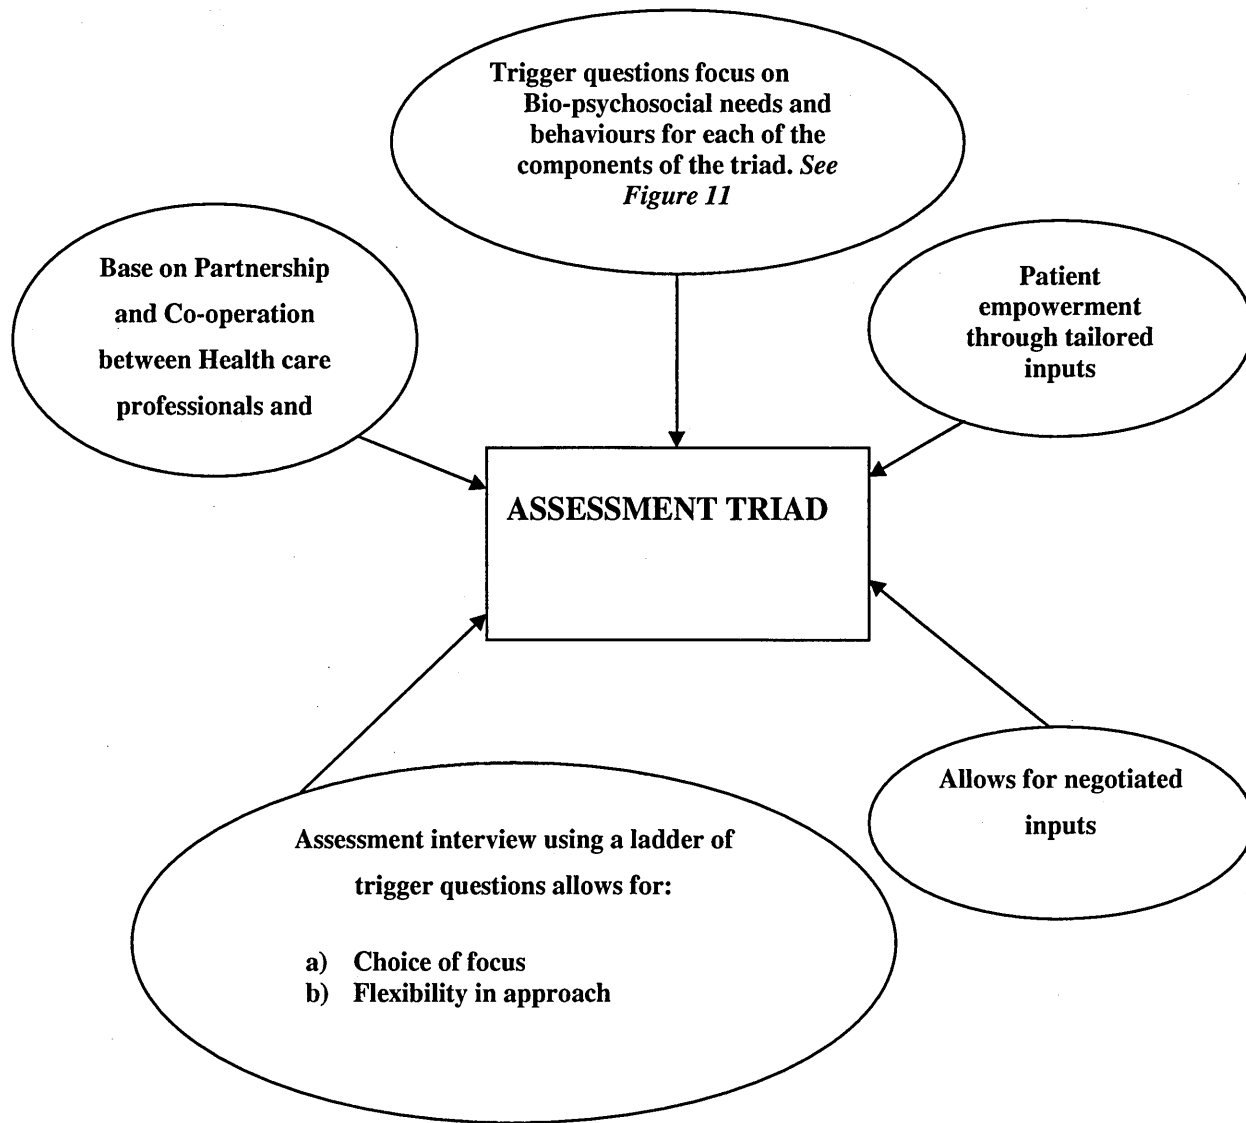 Trigger questions focus on
Bio-psychosocial needs and
behaviours for each of the
components of the triad. See
Figure 11
Base on Partnership
and Co-operation
between Health care
professionals and
Patient
empowerment
through tailored
inputs
ASSESSMENT TRIAD
Allows for negotiated
inputs
Assessment interview using a ladder of
trigger questions allows for:
a) Choice of focus
b) Flexibility in approach